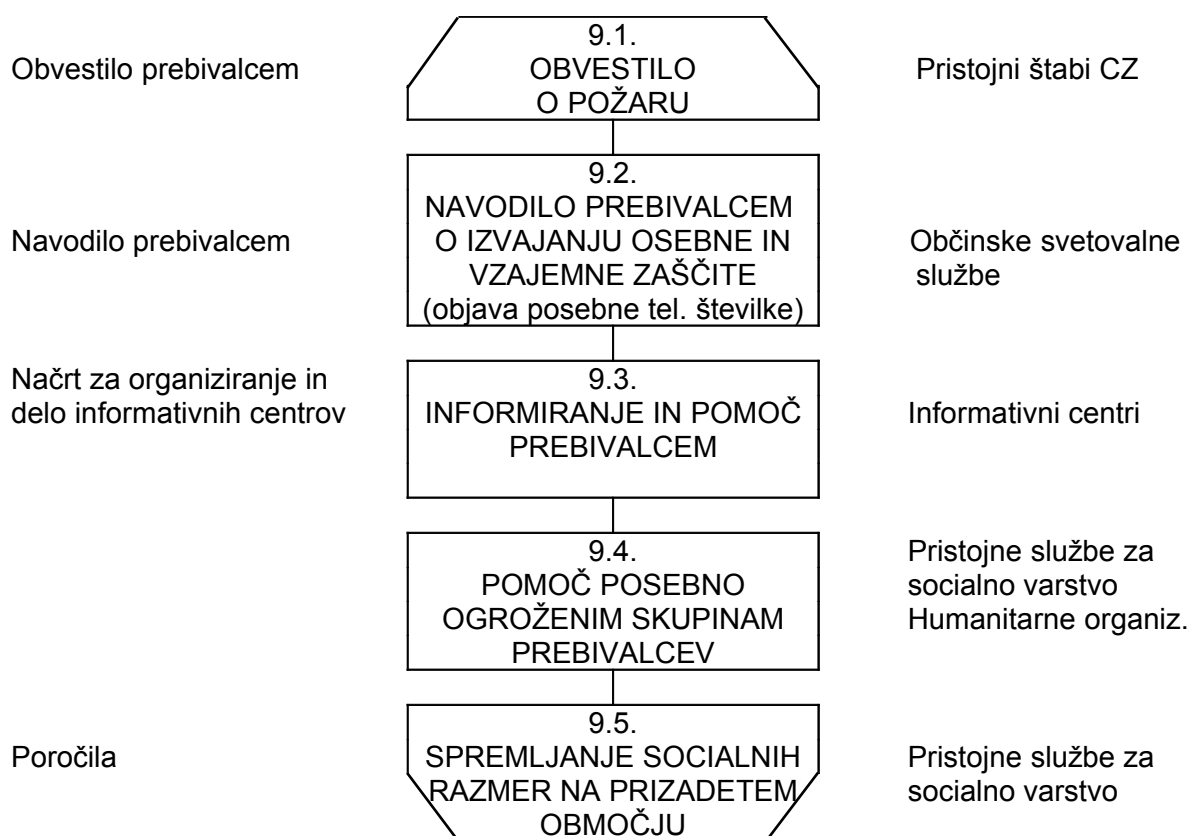 9.1.
Obvestilo prebivalcem
OBVESTILO
O POŽARU
Pristojni štabi CZ
9.2.
Navodilo prebivalcem
NAVODILO PREBIVALCEM
O IZVAJANJU OSEBNE IN
VZAJEMNE ZAŠČITE
(objava posebne tel. številke)
Občinske svetovalne
službe
Načrt za organiziranje in
delo informativnih centrov
9.3.
INFORMIRANJE IN POMOČ
PREBIVALCEM
Informativni centri
9.4.
POMOČ POSEBNO
OGROŽENIM SKUPINAM
PREBIVALCEV
Pristojne službe za
socialno varstvo
Humanitarne organiz.
Poročila
9.5.
SPREMLJANJE SOCIALNIH
RAZMER NA PRIZADETEM
OBMOČJU
Pristojne službe za
socialno varstvo